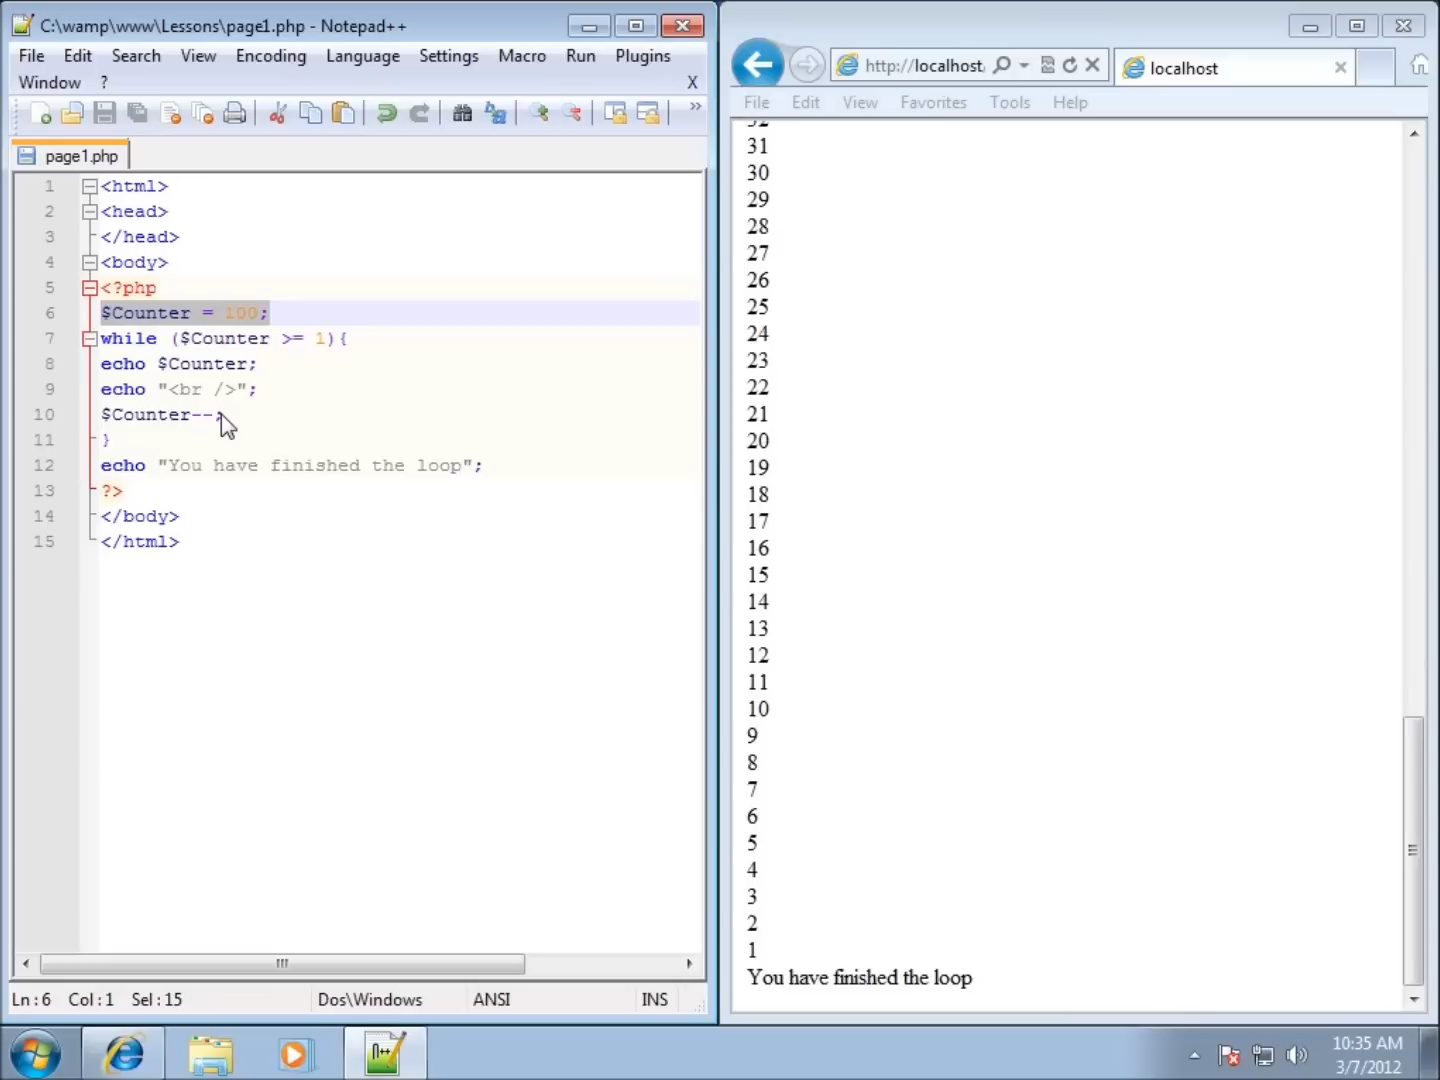 C:\wamp\www\Lessons\page1.php - Notepad++
File Edit Search View Encoding Language Settings Macro Run Plugins
Window ? X
page1.php
1 <html>
2 <head>
3 </head>
4 <body>
5 <?php
6 $Counter = 100;
7 while ($Counter >= 1){
8 echo $Counter;
9 echo "<br />";
10 $Counter--;
11 }
12 echo "You have finished the loop";
13 ?>
14 </body>
15 </html>
Ln:6 Col:1 Sel:15 Dos\Windows ANSI INS
http://localhost localhost
File Edit View Favorites Tools Help
32
31
30
29
28
27
26
25
24
23
22
21
20
19
18
17
16
15
14
13
12
11
10
9
8
7
6
5
4
3
2
1
You have finished the loop
10:35 AM
3/7/2012